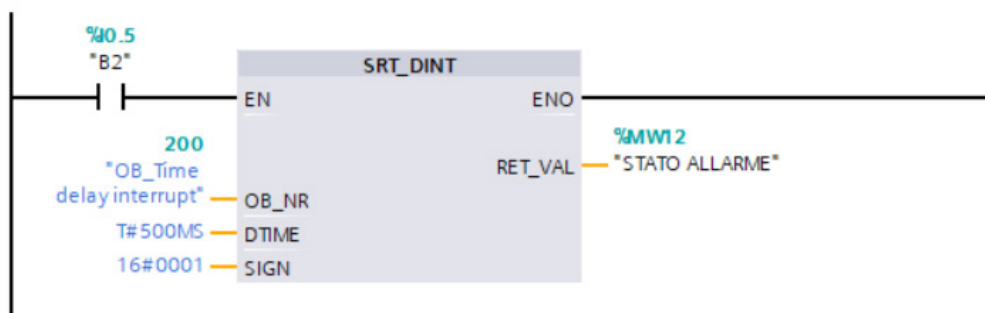 %I0.5
"B2"
SRT_DINT
EN ENO
200
"OB_Time
delay interrupt"
OB_NR
%MW12
"STATO ALLARME"
RET_VAL
T#500MS DTIME
16#0001 SIGN